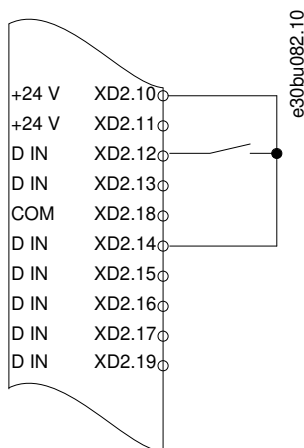 +24 V XD2.10
+24 V XD2.11
D IN XD2.12
D IN XD2.13
COM XD2.18
D IN XD2.14
D IN XD2.15
D IN XD2.16
D IN XD2.17
D IN XD2.19
e30bu082.10